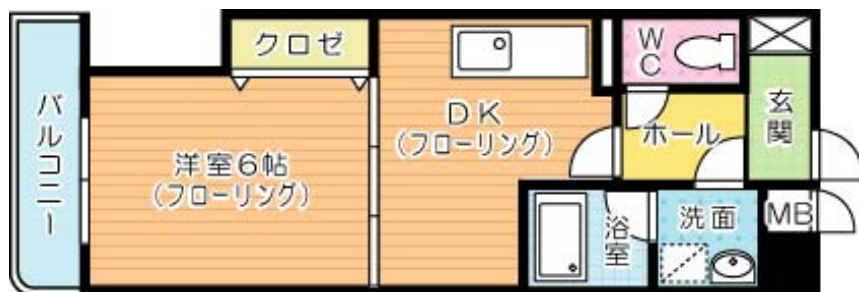 バルコニー
クロゼ
洋室6帖
(フローリング)
DK
(フローリング)
WC
ホール
玄関
浴室
洗面
MB